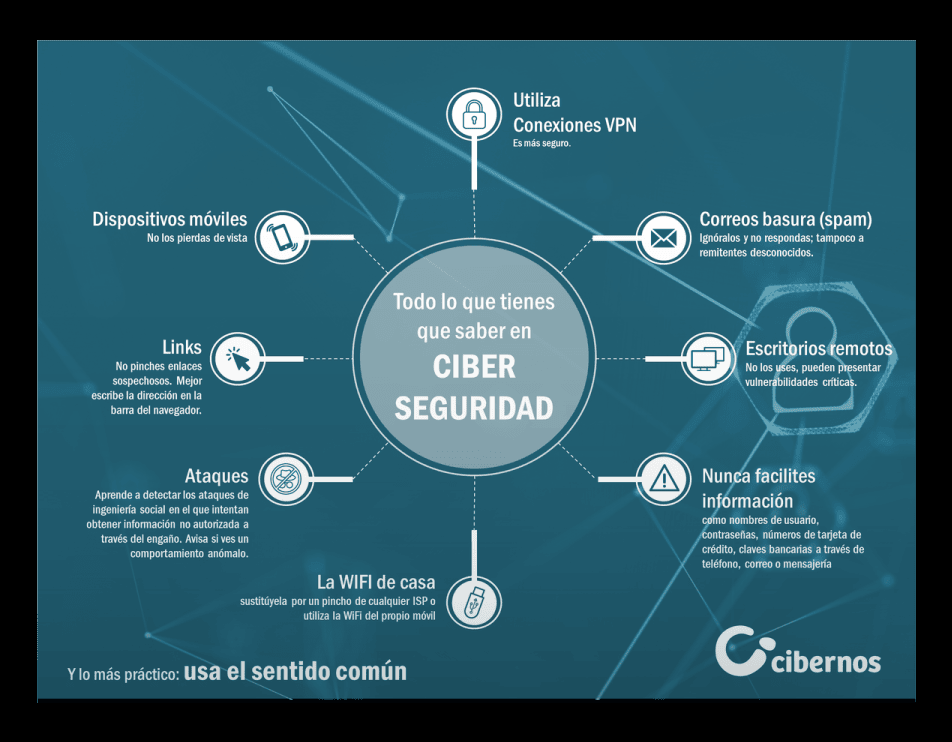 Utiliza
Conexiones VPN
Es más seguro.
Dispositivos móviles
No los pierdas de vista
Correos basura (spam)
Ignóralos y no respondas; tampoco a
remitentes desconocidos.
Todo lo que tienes
que saber en
CIBER
SEGURIDAD
Links
No pinches enlaces
sospechosos. Mejor
escribe la dirección en la
barra del navegador.
Escritorios remotos
No los uses, pueden presentar
vulnerabilidades críticas.
Ataques
Aprende a detectar los ataques de
ingeniería social en el que intentan
obtener información no autorizada a
través del engaño. Avisa si ves un
comportamiento anómalo.
Nunca facilites
información
como nombres de usuario,
contraseñas, números de tarjeta de
crédito, claves bancarias a través de
teléfono, correo o mensajería
La WIFI de casa
sustitúyela por un pincho de cualquier ISP o
utiliza la WiFi del propio móvil
Y lo más práctico: usa el sentido común
cibernos